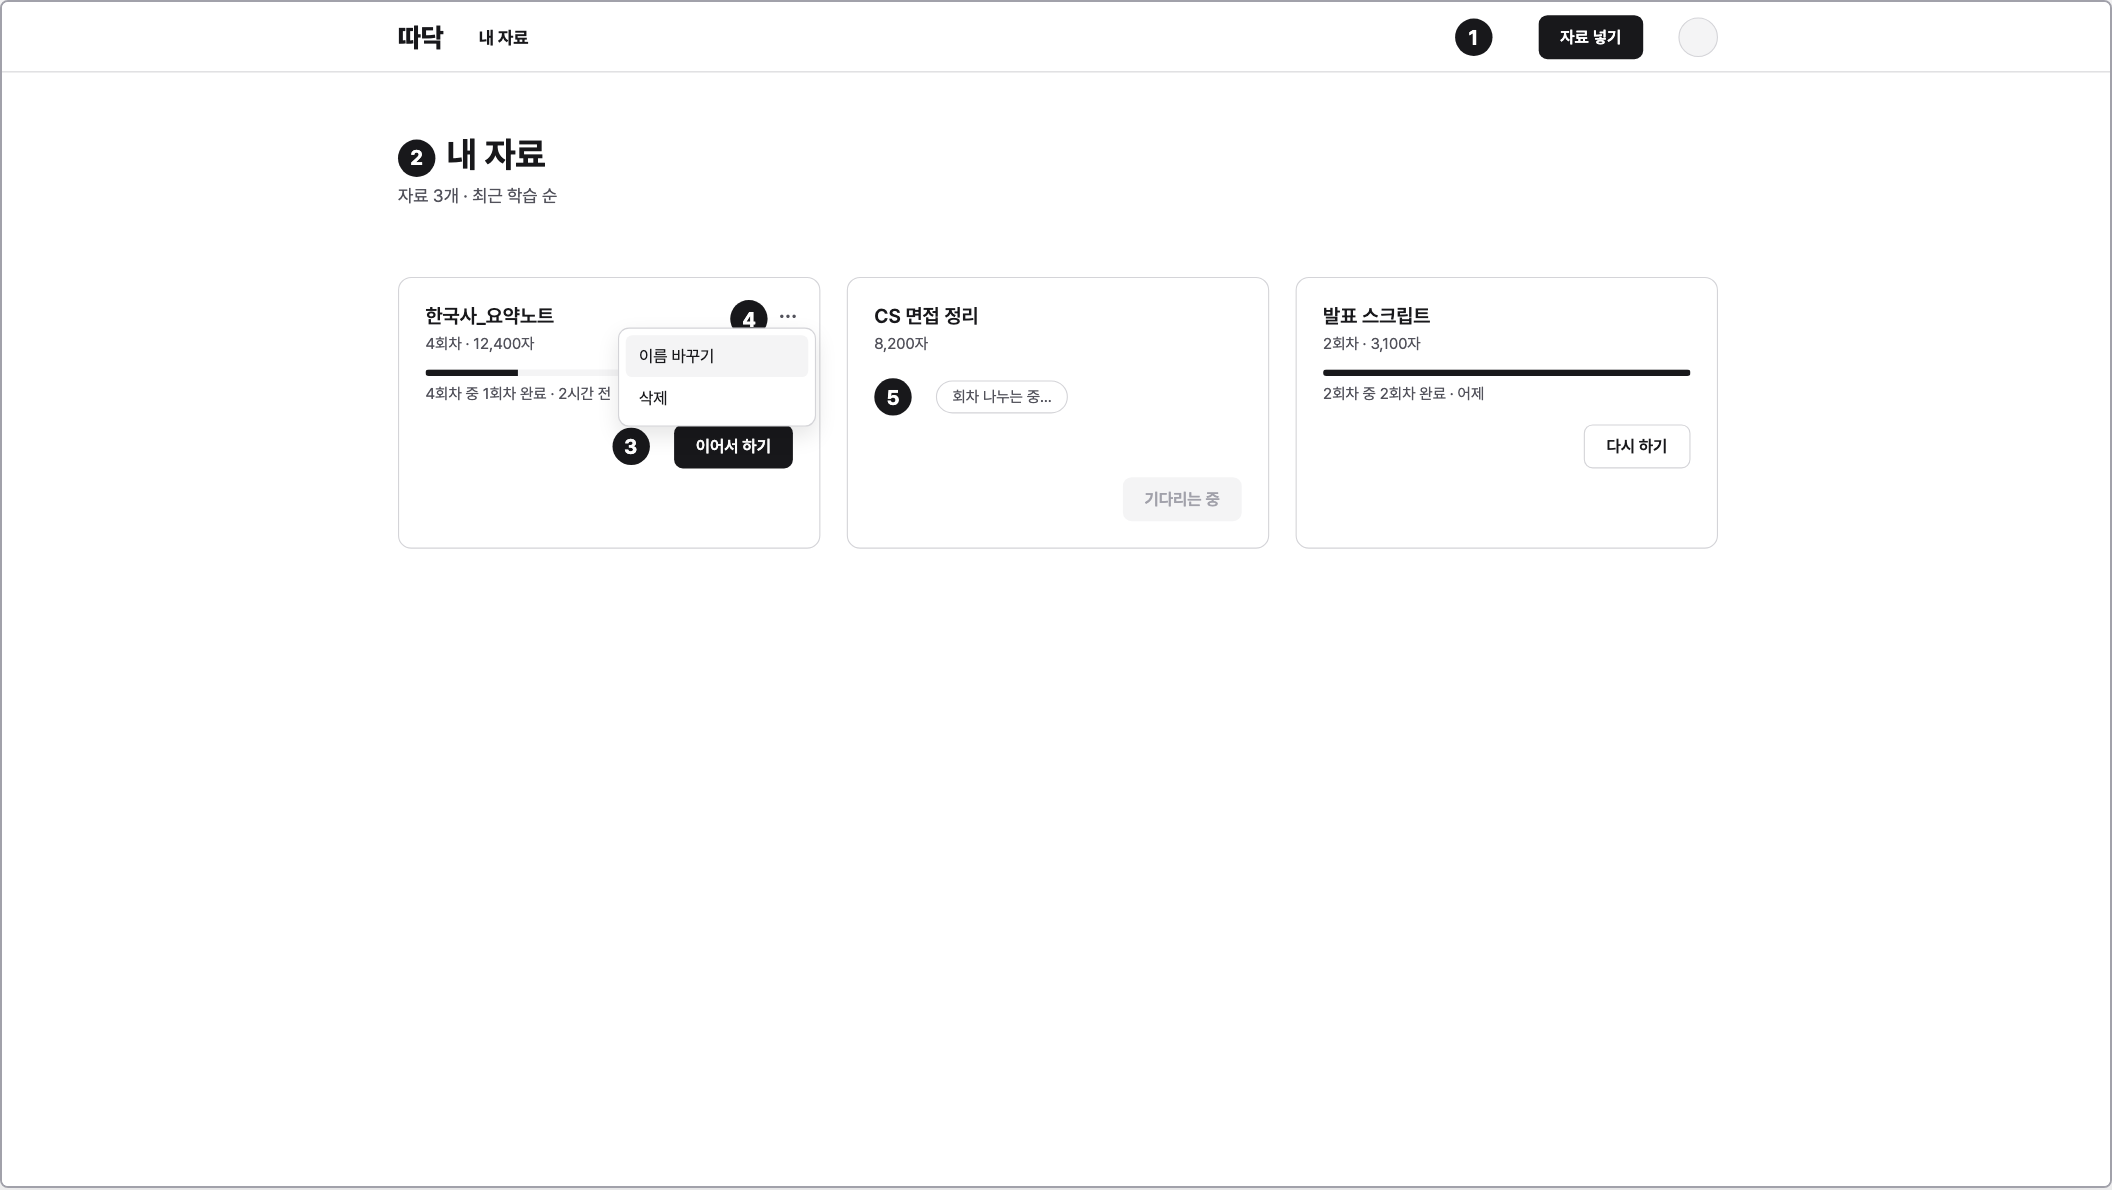 따닥
내 자료
1
자료 넣기
2 내 자료
자료 3개 · 최근 학습 순
한국사_요약노트
4
···
4회차 · 12,400자
이름 바꾸기
삭제
4회차 중 1회차 완료 · 2시간 전
3
이어서 하기
CS 면접 정리
8,200자
5
회차 나누는 중...
기다리는 중
발표 스크립트
2회차 · 3,100자
2회차 중 2회차 완료 · 어제
다시 하기